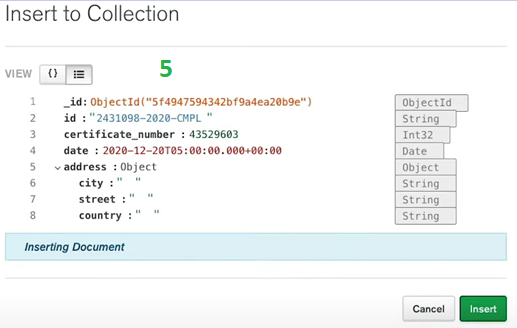 Insert to Collection
VIEW {} 5
1 _id: ObjectId("5f4947594342bf9a4ea20b9e") ObjectId
2 id :"2431098-2020-CMPL " String
3 certificate_number : 43529603 Int32
4 date : 2020-12-20T05:00:00.000+00:00 Date
5 address : Object Object
6 city :"  " String
7 street : "  " String
8 country : "  " String
Inserting Document
Cancel Insert